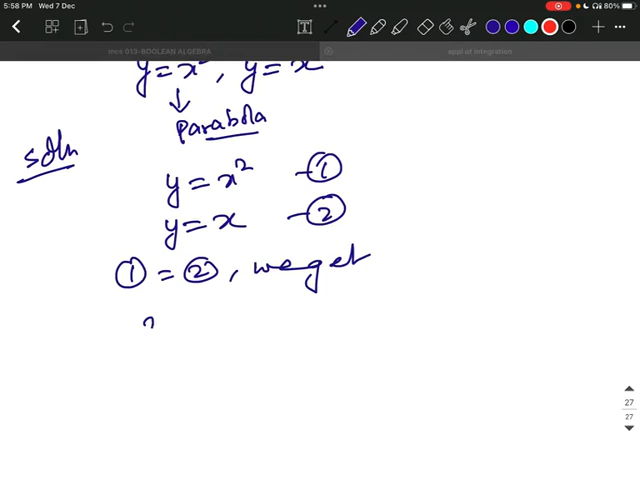 5:58 PM Wed 7 Dec
80%
mcs 013-BOOLEAN ALGEBRA
appl of integration
y = x², y = x
↓
Parabola
soln
y = x² - ①
y = x - ②
① = ②, we get
27
27